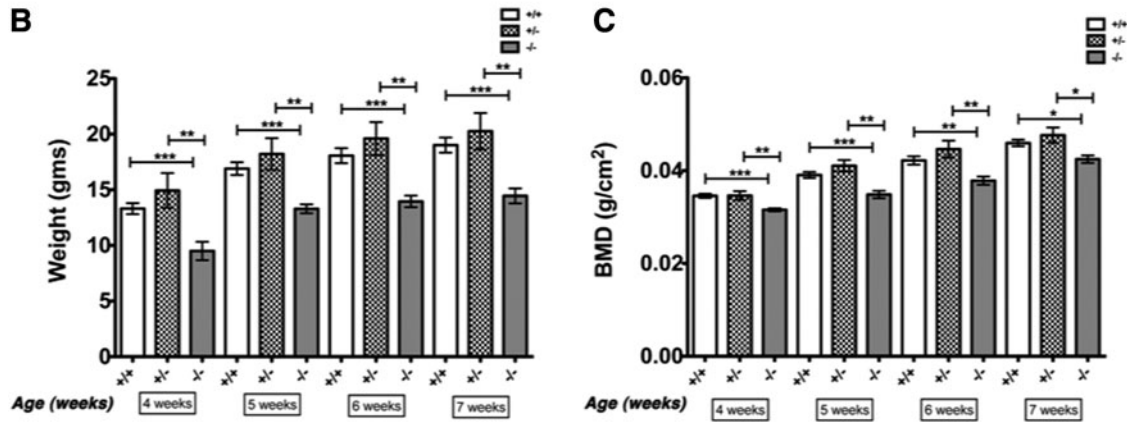 B
+/+
+/-
-/-
Weight (gms)
25
20
15
10
5
0
*** ** *** ** *** ** *** **
+/+ +/- -/- +/+ +/- -/- +/+ +/- -/- +/+ +/- -/-
Age (weeks) 4 weeks 5 weeks 6 weeks 7 weeks
C
+/+
+/-
-/-
BMD (g/cm²)
0.06
0.04
0.02
0.00
*** ** *** ** ** ** * *
+/+ +/- -/- +/+ +/- -/- +/+ +/- -/- +/+ +/- -/-
Age (weeks) 4 weeks 5 weeks 6 weeks 7 weeks